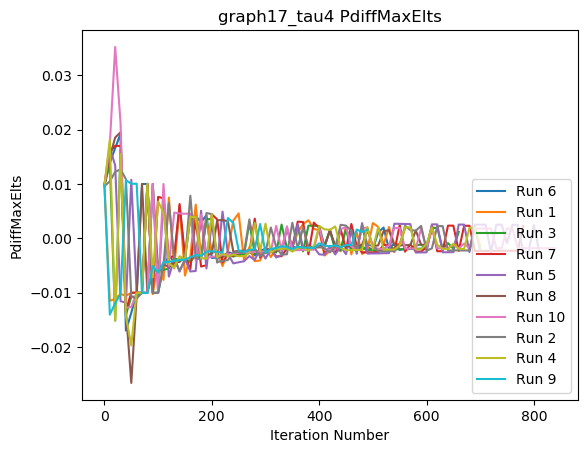 graph17_tau4 PdiffMaxElts
PdiffMaxElts
0.03
0.02
0.01
0.00
−0.01
−0.02
0
200
400
600
800
Iteration Number
Run 6
Run 1
Run 3
Run 7
Run 5
Run 8
Run 10
Run 2
Run 4
Run 9